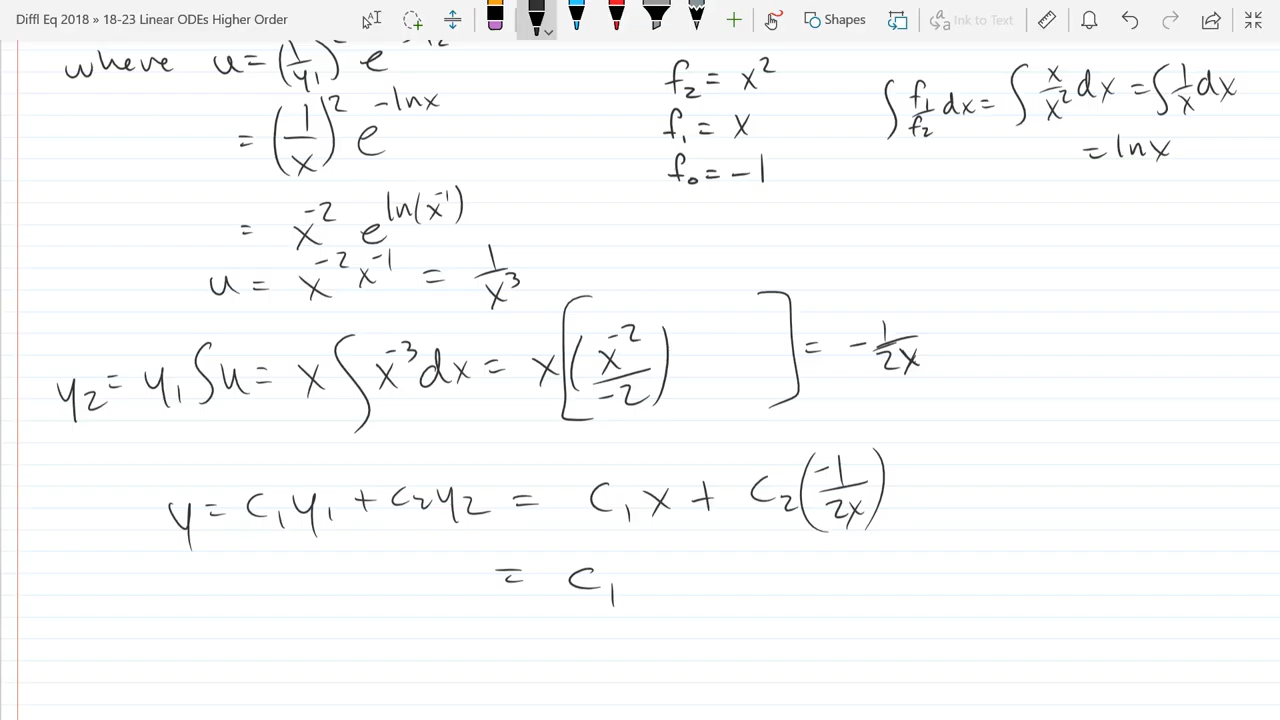 Diffl Eq 2018 » 18-23 Linear ODEs Higher Order Shapes Ink to Text
where u = (1/y₁)² e
= (1/x)² e^(-ln x)
f₂ = x²
f₁ = x
f₀ = -1
∫ f₁/f₂ dx = ∫ x/x² dx = ∫ 1/x dx
= ln x
= x⁻² e^(ln(x⁻¹))
u = x⁻² x⁻¹ = 1/x³
y₂ = y₁ ∫u = x ∫ x⁻³ dx = x [ (x⁻²/-2) ] = - 1/2x
y = c₁y₁ + c₂y₂ = c₁ x + c₂ (-1/2x)
= c₁